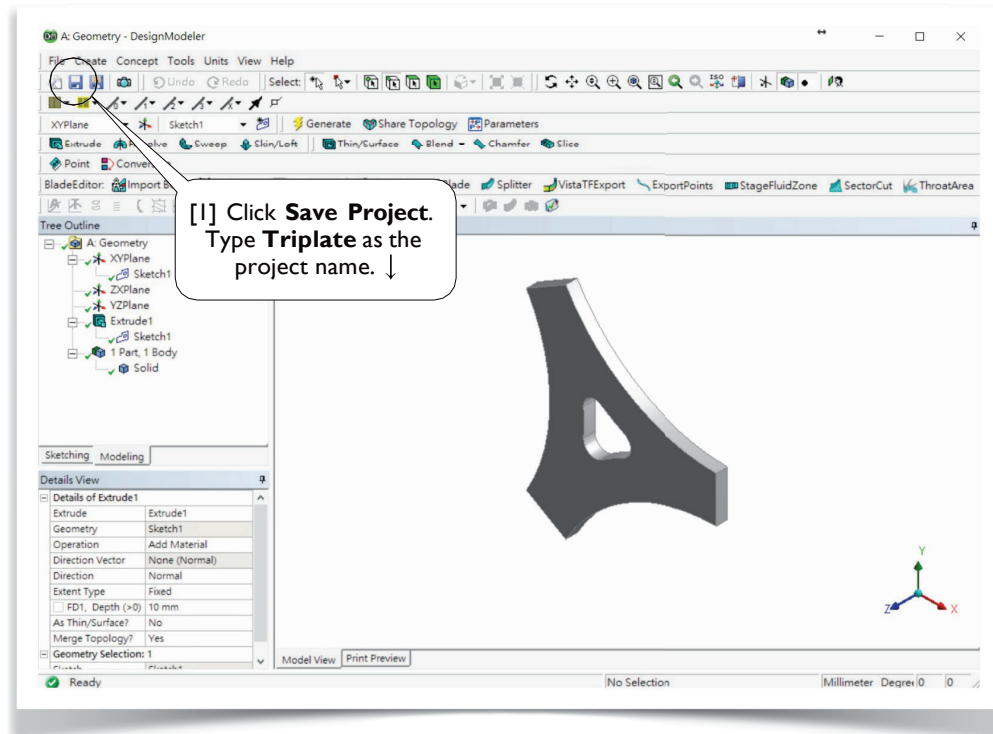 A: Geometry - DesignModeler
File Create Concept Tools Units View Help
Undo Redo Select:
XYPlane Sketch1 Generate Share Topology Parameters
Extrude Revolve Sweep Skin/Loft Thin/Surface Blend Chamfer Slice
Point
BladeEditor: Splitter VistaTFExport ExportPoints StageFluidZone SectorCut ThroatArea
[1] Click Save Project.
Type Triplate as the
project name. ↓
Tree Outline
A: Geometry
XYPlane
Sketch1
ZXPlane
YZPlane
Extrude1
Sketch1
1 Part, 1 Body
Solid
Sketching Modeling
Details View
Details of Extrude1
Extrude Extrude1
Geometry Sketch1
Operation Add Material
Direction Vector None (Normal)
Direction Normal
Extent Type Fixed
FD1, Depth (>0) 10 mm
As Thin/Surface? No
Merge Topology? Yes
Geometry Selection: 1
Y
Z X
Model View Print Preview
Ready No Selection Millimeter Degree 0 0